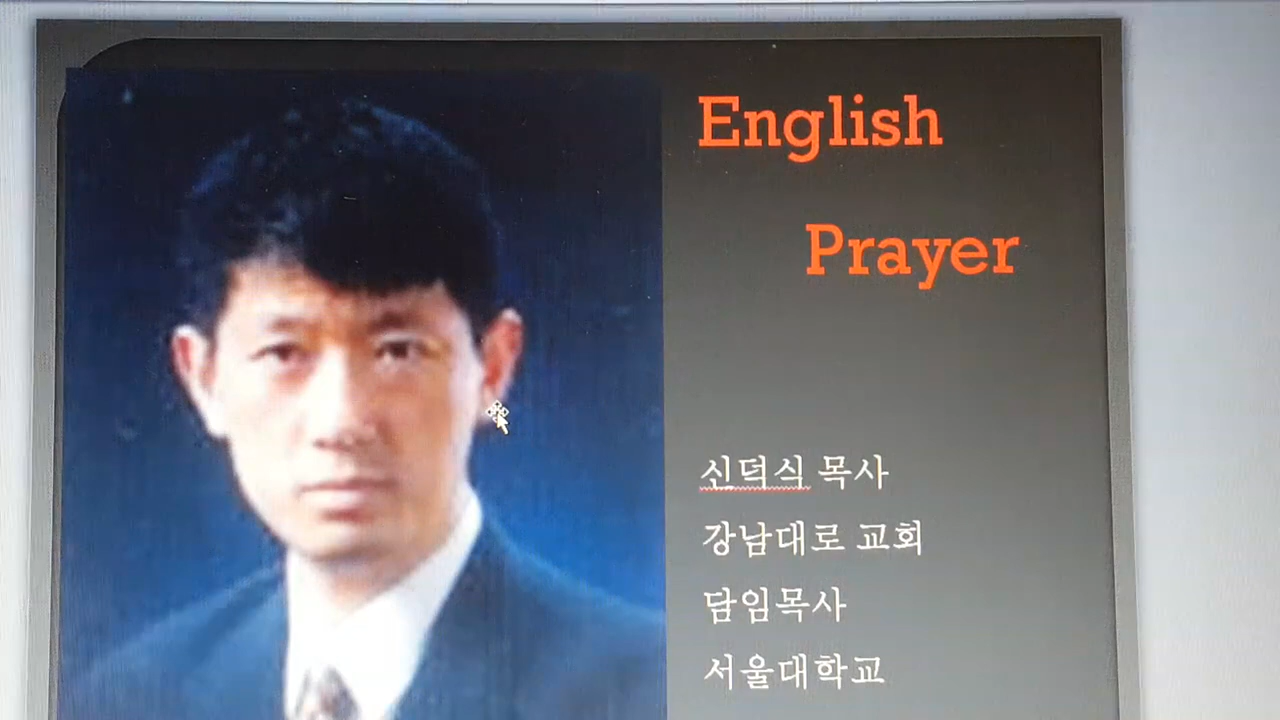 English
Prayer
신덕식 목사
강남대로 교회
담임목사
서울대학교